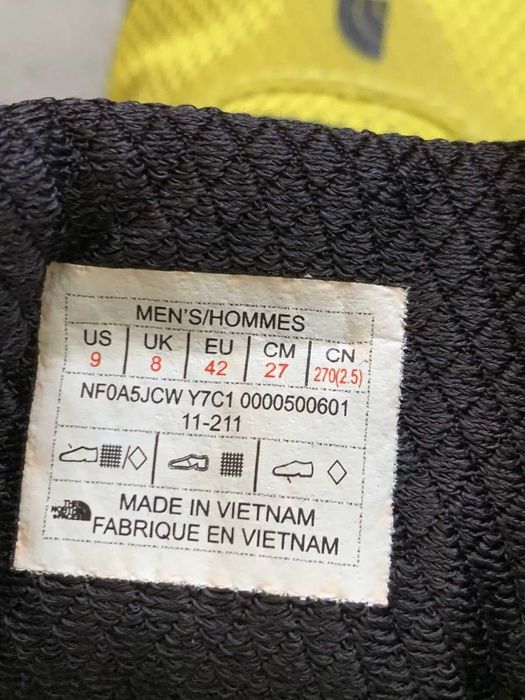 MEN'S/HOMMES
US UK EU CM CN
9 8 42 27 270(2.5)
NF0A5JCW Y7C1 0000500601
11-211
THE NORTH FACE
MADE IN VIETNAM
FABRIQUE EN VIETNAM